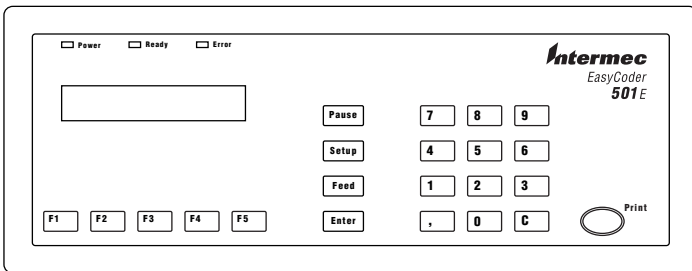 Power Ready Error
Intermec
EasyCoder
501 E
Pause 7 8 9
Setup 4 5 6
Feed 1 2 3
Print
F1 F2 F3 F4 F5 Enter , 0 C